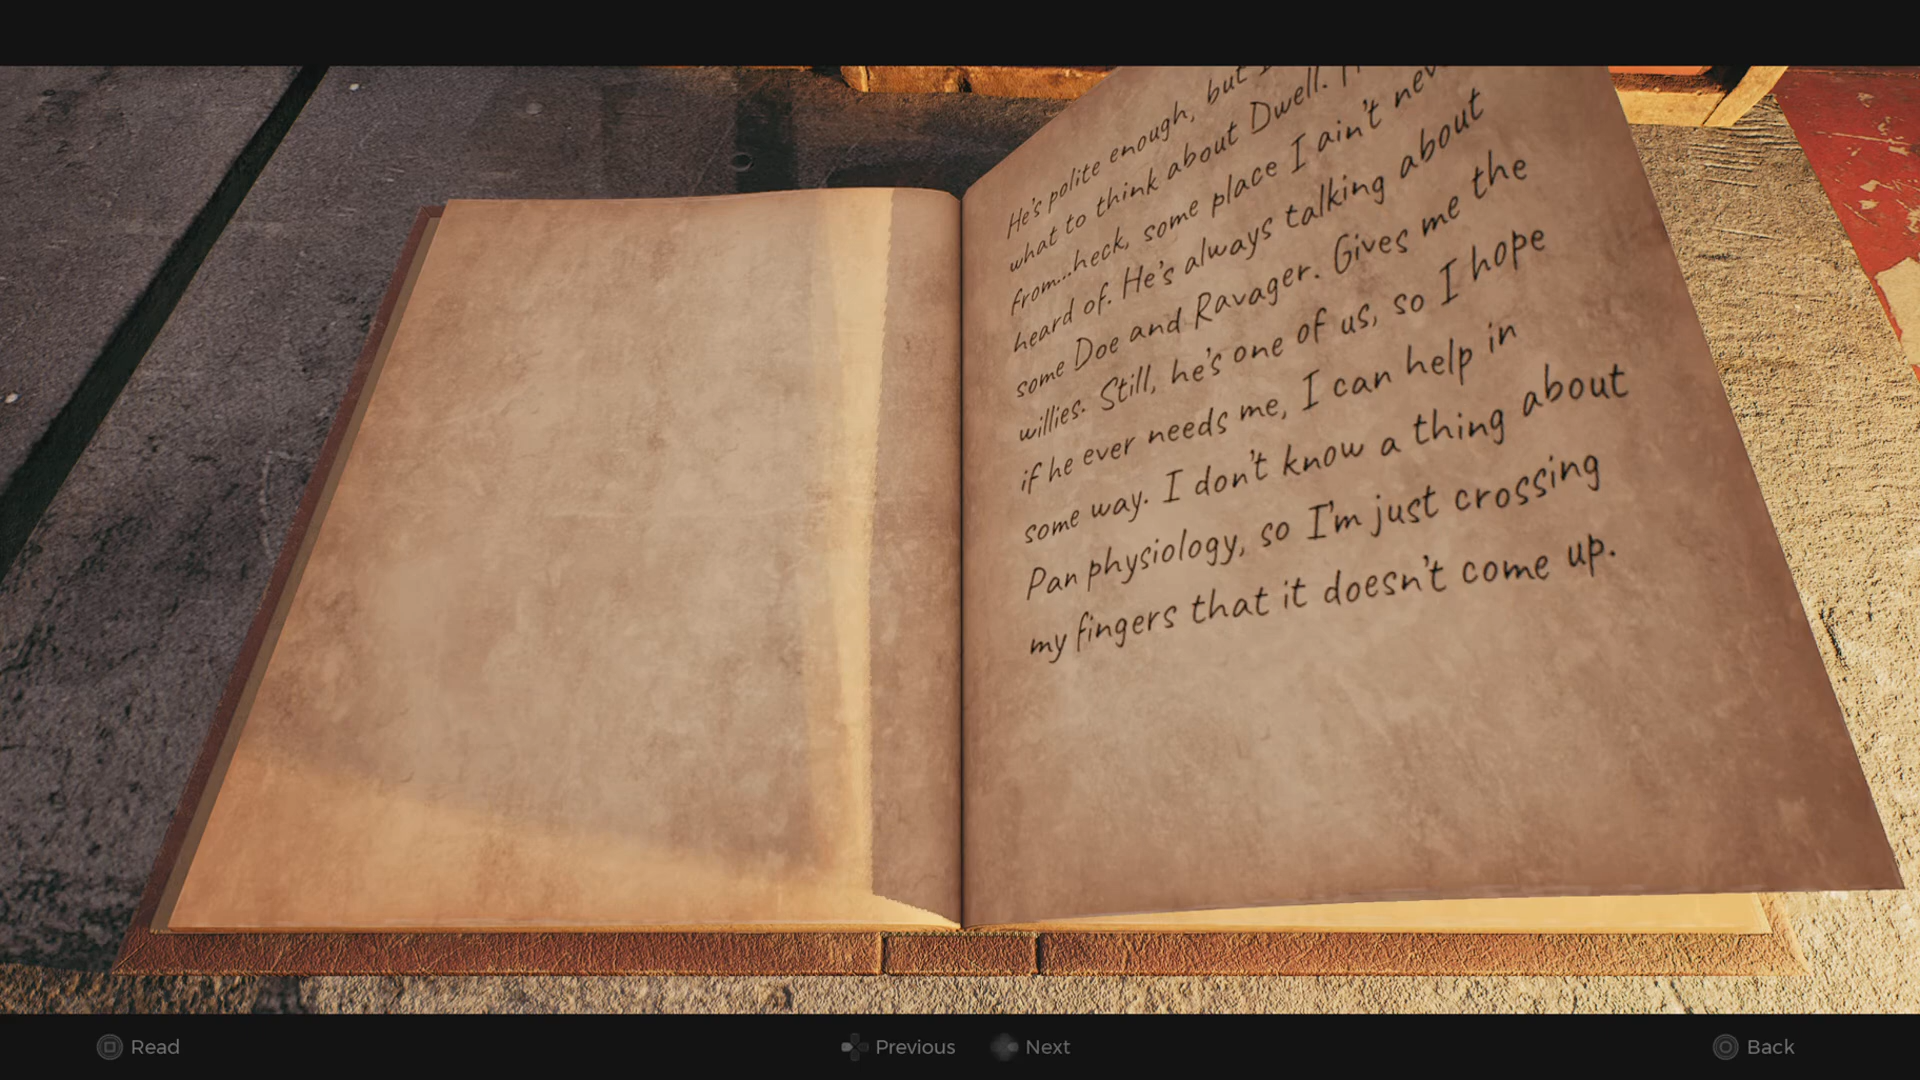 He's polite enough, but I
what to think about Dwell.
from...heck, some place I ain't nev
heard of. He's always talking about
some Doe and Ravager. Gives me the
willies. Still, he's one of us, so I hope
if he ever needs me, I can help in
some way. I don't know a thing about
Pan physiology, so I'm just crossing
my fingers that it doesn't come up.
Read
Previous
Next
Back